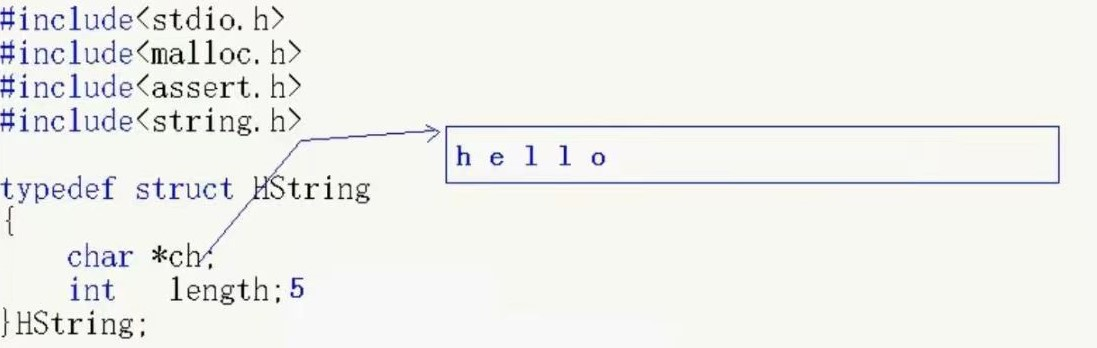 #include<stdio.h>
#include<malloc.h>
#include<assert.h>
#include<string.h>
h e l l o
typedef struct HString
{
    char *ch;
    int   length;5
}HString;